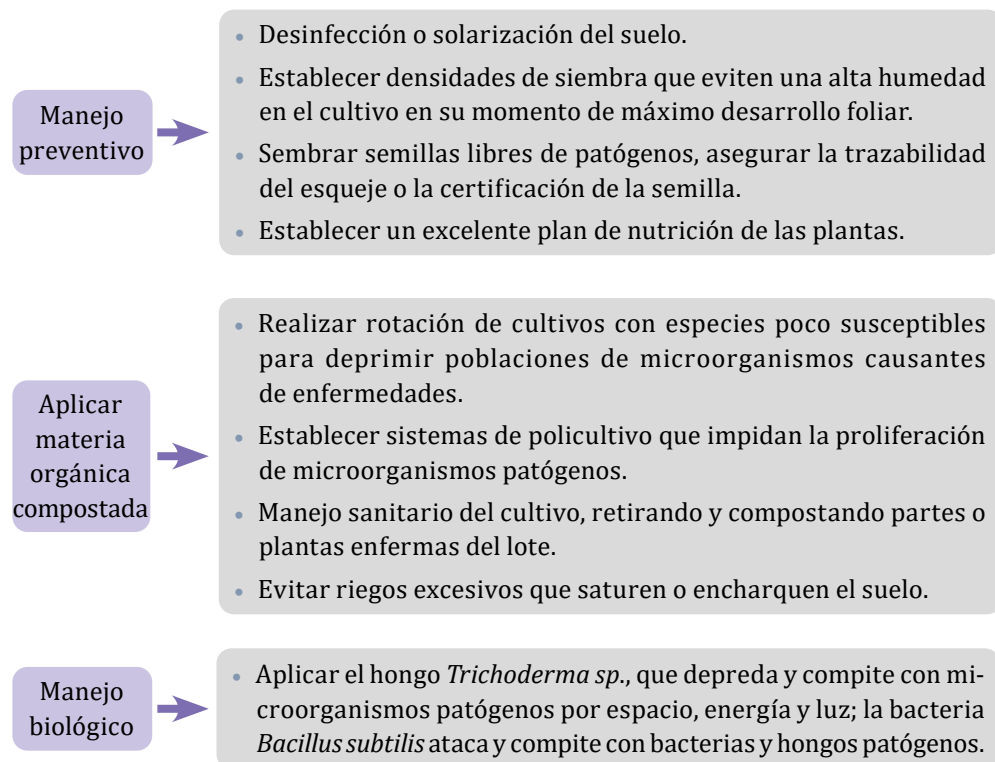 Manejo
preventivo
• Desinfección o solarización del suelo.
• Establecer densidades de siembra que eviten una alta humedad
en el cultivo en su momento de máximo desarrollo foliar.
• Sembrar semillas libres de patógenos, asegurar la trazabilidad
del esqueje o la certificación de la semilla.
• Establecer un excelente plan de nutrición de las plantas.
Aplicar
materia
orgánica
compostada
• Realizar rotación de cultivos con especies poco susceptibles
para deprimir poblaciones de microorganismos causantes
de enfermedades.
• Establecer sistemas de policultivo que impidan la proliferación
de microorganismos patógenos.
• Manejo sanitario del cultivo, retirando y compostando partes o
plantas enfermas del lote.
• Evitar riegos excesivos que saturen o encharquen el suelo.
Manejo
biológico
• Aplicar el hongo Trichoderma sp., que depreda y compite con mi-
croorganismos patógenos por espacio, energía y luz; la bacteria
Bacillus subtilis ataca y compite con bacterias y hongos patógenos.